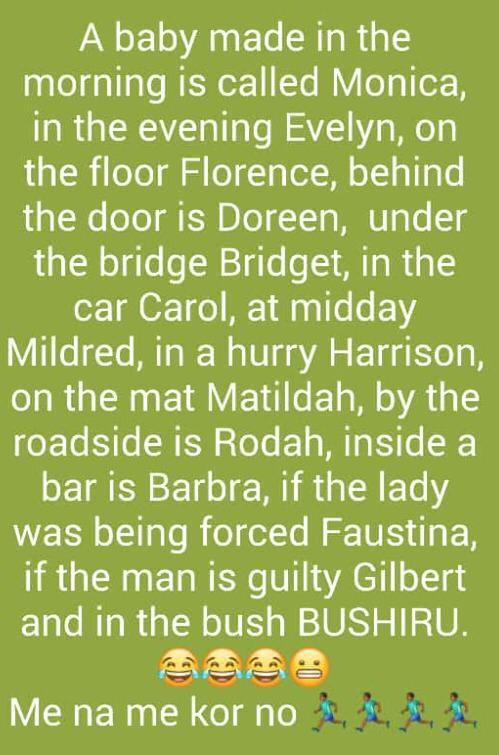 A baby made in the
morning is called Monica,
in the evening Evelyn, on
the floor Florence, behind
the door is Doreen,  under
the bridge Bridget, in the
car Carol, at midday
Mildred, in a hurry Harrison,
on the mat Matildah, by the
roadside is Rodah, inside a
bar is Barbra, if the lady
was being forced Faustina,
if the man is guilty Gilbert
and in the bush BUSHIRU.
😂😂😂😬
Me na me kor no 🏃🏾‍♂️🏃🏾‍♂️🏃🏾‍♂️🏃🏾‍♂️